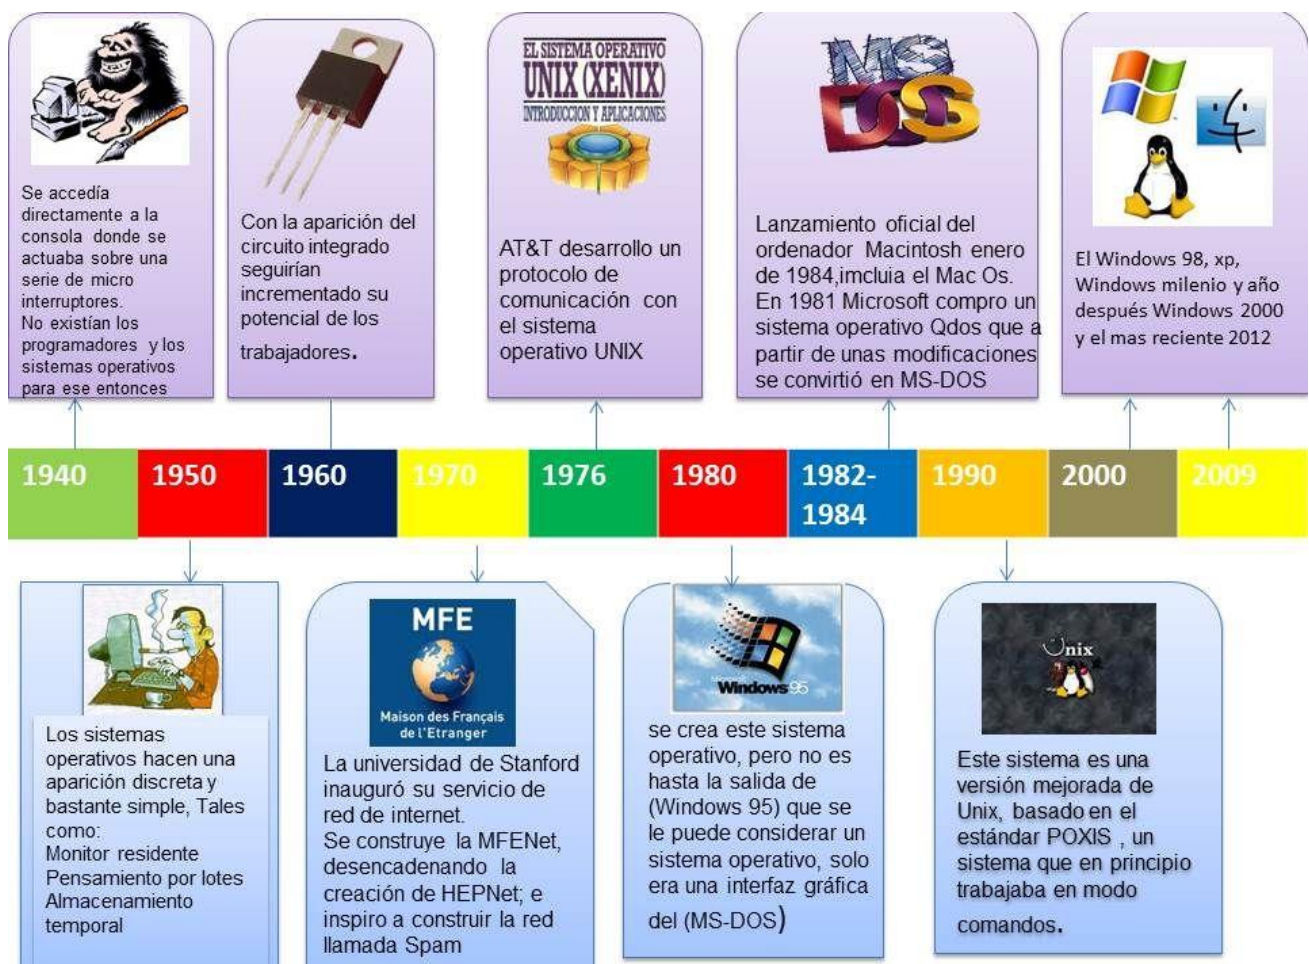 Se accedía
directamente a la
consola donde se
actuaba sobre una
serie de micro
interruptores.
No existían los
programadores y los
sistemas operativos
para ese entonces
Con la aparición del
circuito integrado
seguirían
incrementado su
potencial de los
trabajadores.
EL SISTEMA OPERATIVO
UNIX (XENIX)
INTRODUCCION Y APLICACIONES
AT&T desarrollo un
protocolo de
comunicación con
el sistema
operativo UNIX
MS
DOS
Lanzamiento oficial del
ordenador Macintosh enero
de 1984,imcluia el Mac Os.
En 1981 Microsoft compro un
sistema operativo Qdos que a
partir de unas modificaciones
se convirtió en MS-DOS
El Windows 98, xp,
Windows milenio y año
después Windows 2000
y el mas reciente 2012
1940
1950
1960
1970
1976
1980
1982-
1984
1990
2000
2009
Los sistemas
operativos hacen una
aparición discreta y
bastante simple, Tales
como:
Monitor residente
Pensamiento por lotes
Almacenamiento
temporal
MFE
Maison des Français
de l'Etranger
La universidad de Stanford
inauguró su servicio de
red de internet.
Se construye la MFENet,
desencadenando la
creación de HEPNet; e
inspiro a construir la red
llamada Spam
Microsoft
Windows 95
se crea este sistema
operativo, pero no es
hasta la salida de
(Windows 95) que se
le puede considerar un
sistema operativo, solo
era una interfaz gráfica
del (MS-DOS)
Unix
Este sistema es una
versión mejorada de
Unix, basado en el
estándar POXIS , un
sistema que en principio
trabajaba en modo
comandos.